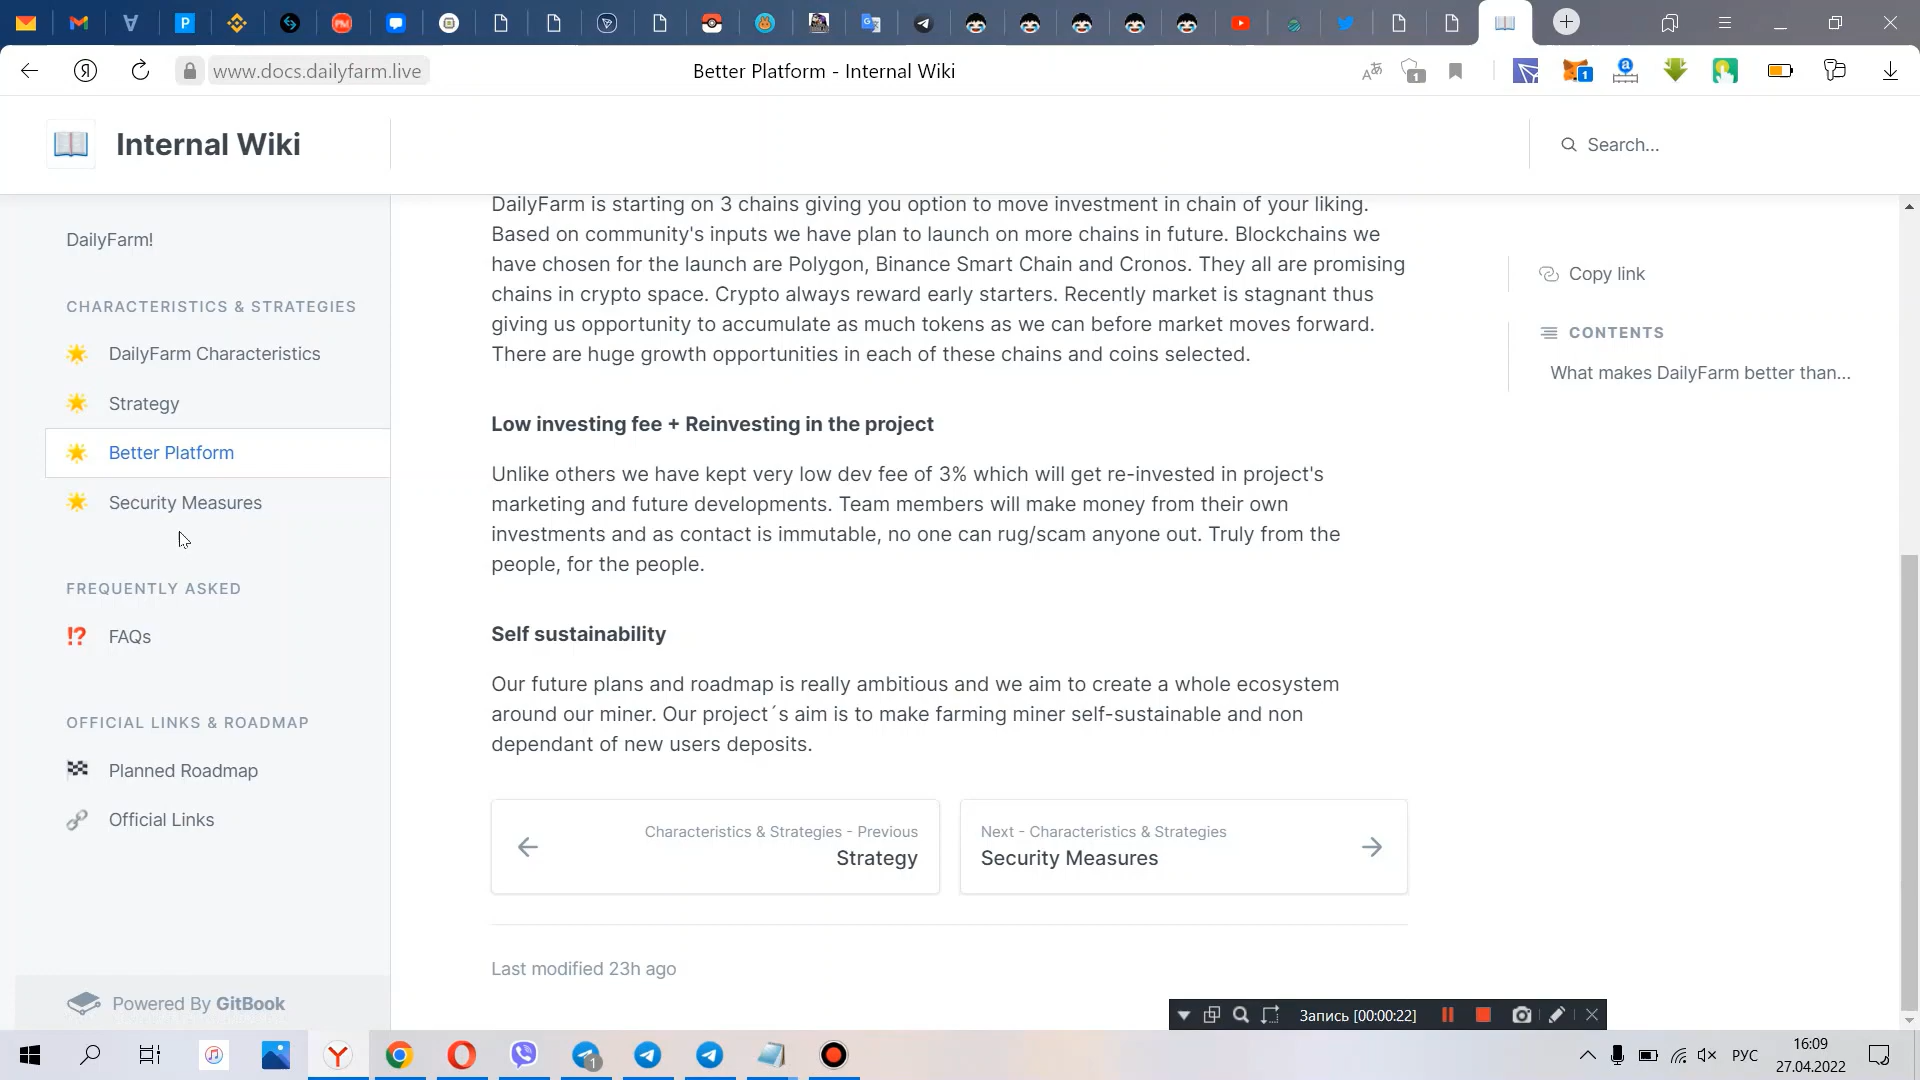 www.docs.dailyfarm.live
Better Platform - Internal Wiki
1
1
Internal Wiki
Search...
DailyFarm!
CHARACTERISTICS & STRATEGIES
DailyFarm Characteristics
Strategy
Better Platform
Security Measures
FREQUENTLY ASKED
FAQs
OFFICIAL LINKS & ROADMAP
Planned Roadmap
Official Links
Powered By GitBook
DailyFarm is starting on 3 chains giving you option to move investment in chain of your liking.
Based on community's inputs we have plan to launch on more chains in future. Blockchains we
have chosen for the launch are Polygon, Binance Smart Chain and Cronos. They all are promising
chains in crypto space. Crypto always reward early starters. Recently market is stagnant thus
giving us opportunity to accumulate as much tokens as we can before market moves forward.
There are huge growth opportunities in each of these chains and coins selected.
Low investing fee + Reinvesting in the project
Unlike others we have kept very low dev fee of 3% which will get re-invested in project's
marketing and future developments. Team members will make money from their own
investments and as contact is immutable, no one can rug/scam anyone out. Truly from the
people, for the people.
Self sustainability
Our future plans and roadmap is really ambitious and we aim to create a whole ecosystem
around our miner. Our project´s aim is to make farming miner self-sustainable and non
dependant of new users deposits.
Characteristics & Strategies - Previous
Strategy
Next - Characteristics & Strategies
Security Measures
Last modified 23h ago
Copy link
CONTENTS
What makes DailyFarm better than...
Запись [00:00:22]
1
РУС
16:09
27.04.2022